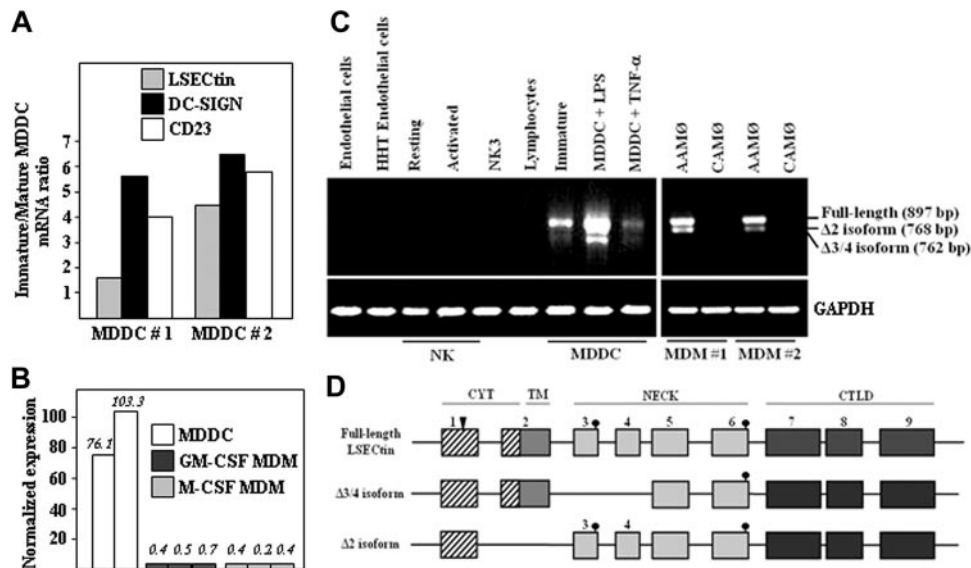 A
LSECtin
DC-SIGN
CD23
Immature/Mature MDDC
mRNA ratio
7
6
5
4
3
2
1
MDDC # 1
MDDC # 2
B
Normalized expression
100
80
60
40
20
76.1
103.3
MDDC
GM-CSF MDM
M-CSF MDM
0.4 0.5 0.7 0.4 0.2 0.4
C
Endothelial cells
HHT Endothelial cells
Resting
Activated
NK3
Lymphocytes
Immature
MDDC + LPS
MDDC + TNF-α
AAMØ
CAMØ
AAMØ
CAMØ
Full-length (897 bp)
Δ2 isoform (768 bp)
Δ3/4 isoform (762 bp)
GAPDH
NK
MDDC
MDM #1
MDM #2
D
CYT
TM
NECK
CTLD
Full-length
LSECtin
1 2 3 4 5 6 7 8 9
Δ3/4 isoform
Δ2 isoform
3 4